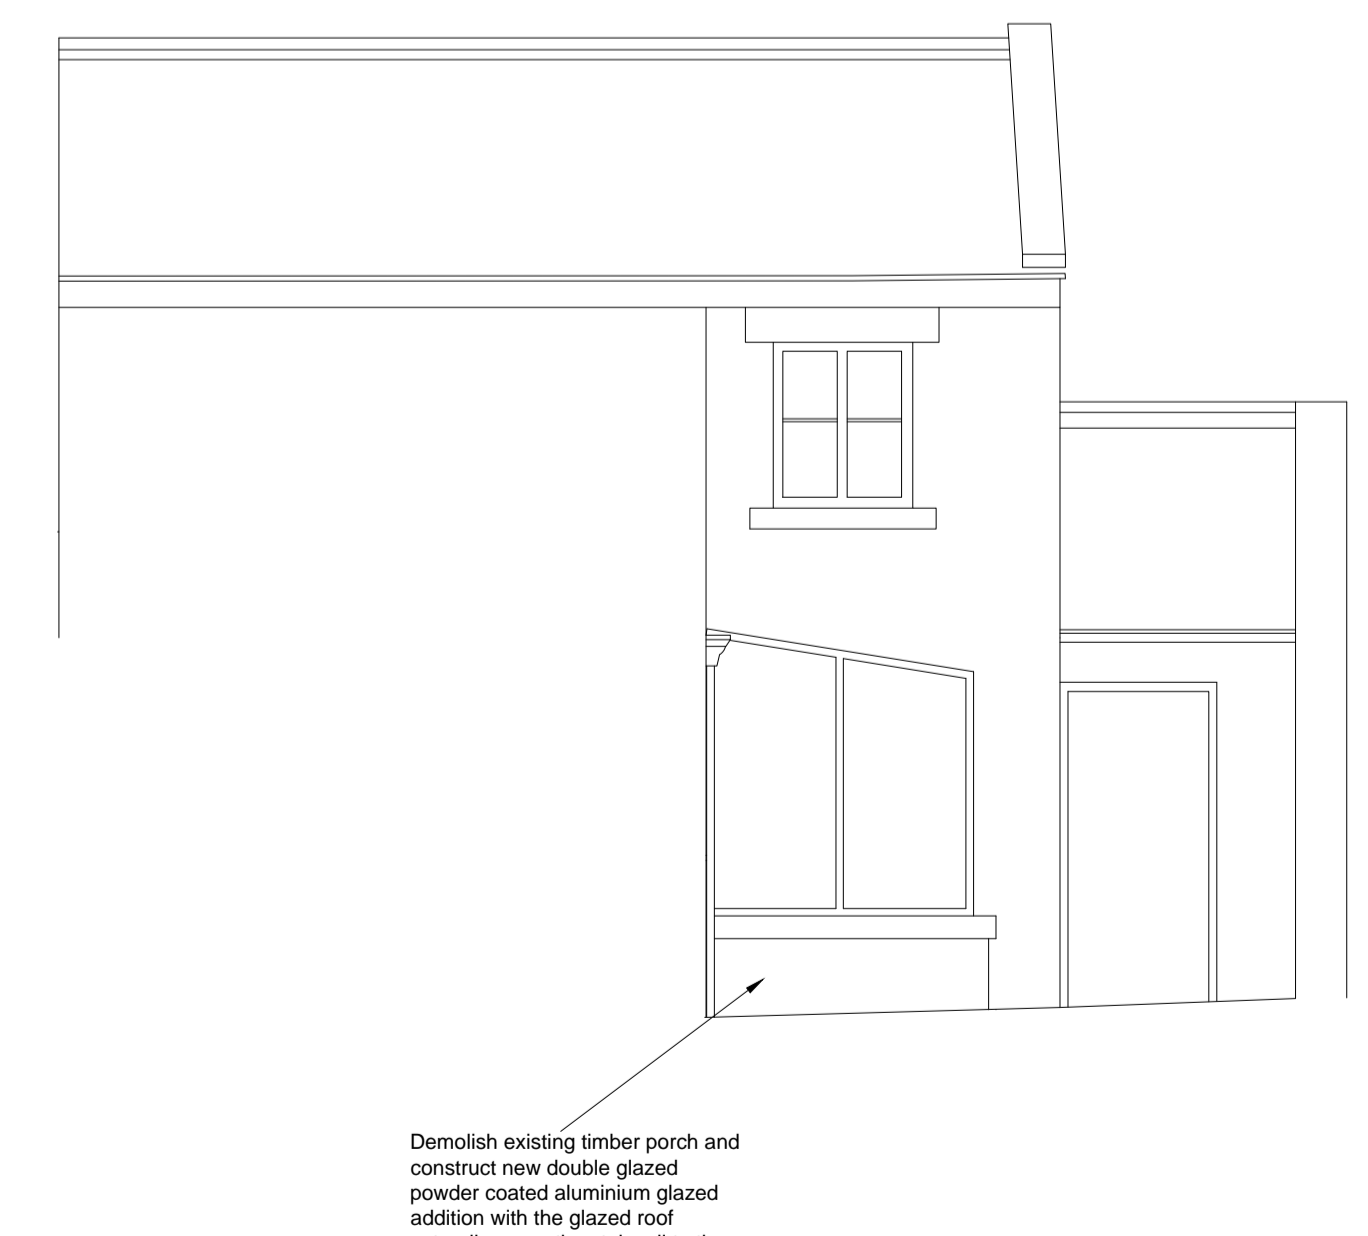 Demolish existing timber porch and
construct new double glazed
powder coated aluminium glazed
addition with the glazed roof